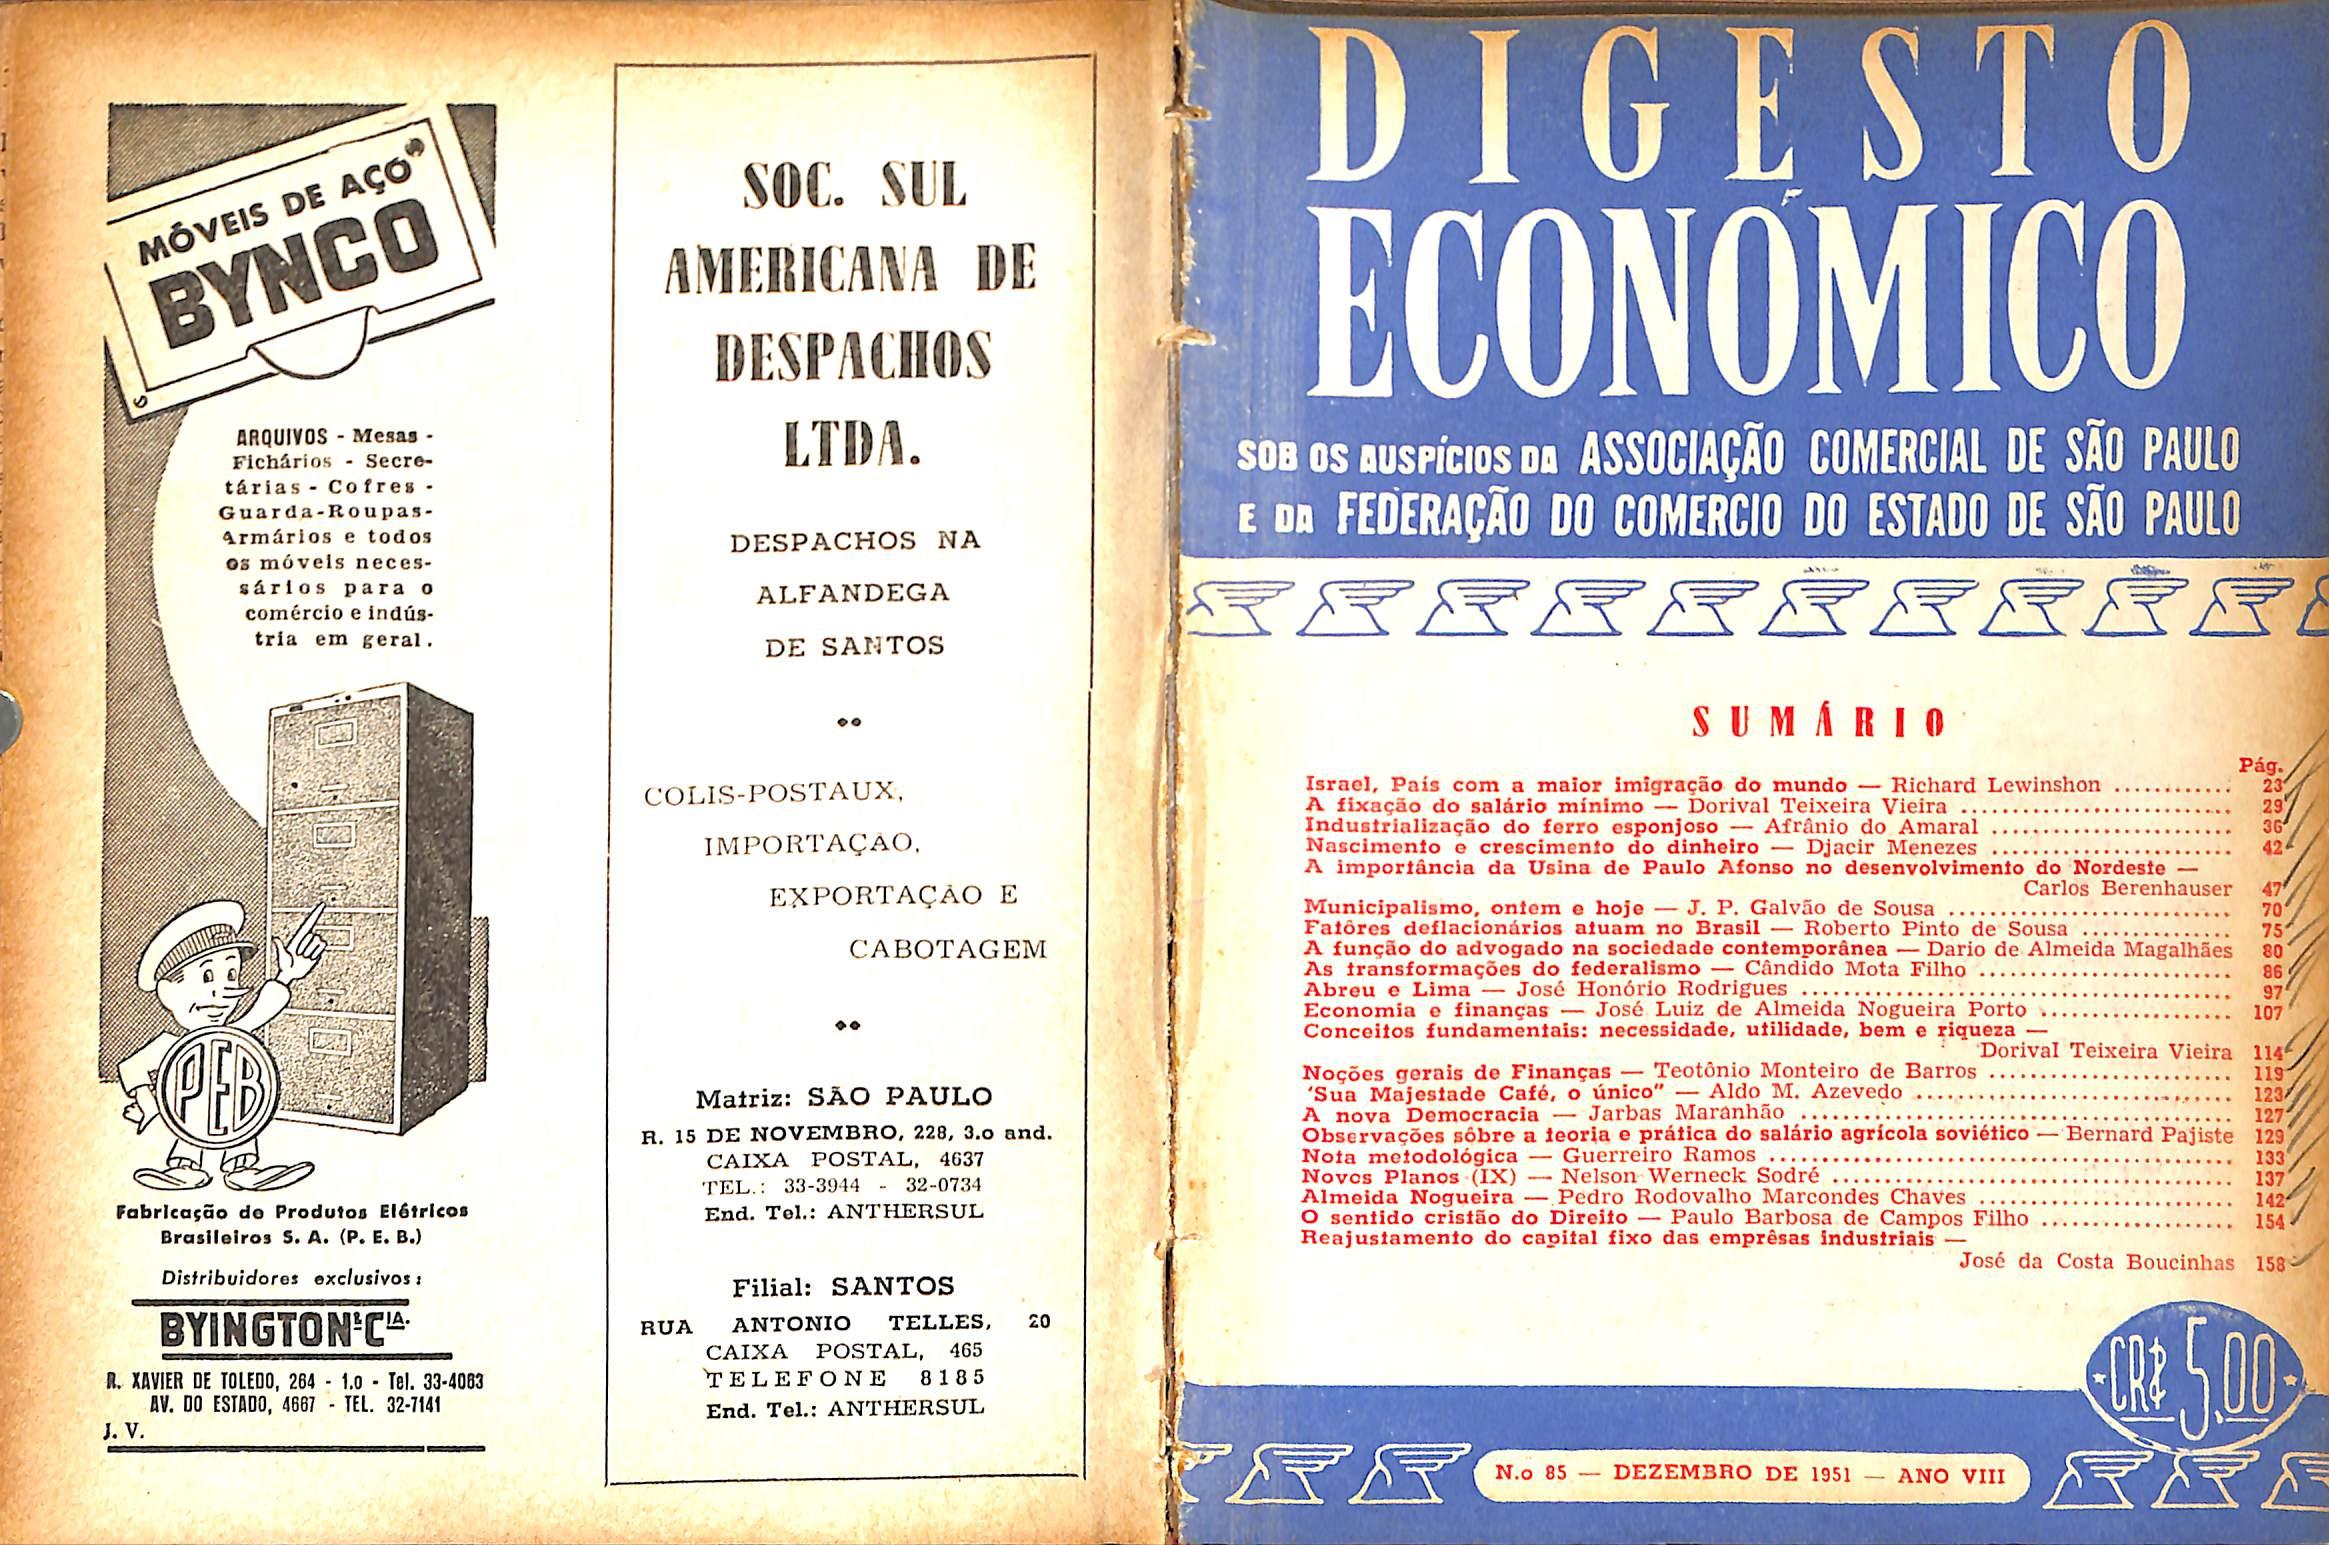 MÓVEIS DE AÇO
BYNCO
ARQUIVOS - Mesas -
Fichários - Secre-
tárias - Cofres -
Guarda-Roupas-
Armários e todos
os móveis neces-
sários para o
comércio e indús-
tria em geral.
PEB
Fabricação de Produtos Elétricos
Brasileiros S. A. (P. E. B.)
Distribuidores exclusivos:
BYINGTON & CIA.
R. XAVIER DE TOLEDO, 264 - 1.o - Tel. 33-4063
AV. DO ESTADO, 4667 - TEL. 32-7141
J. V.
SOC. SUL
AMERICANA DE
DESPACHOS
LTDA.
DESPACHOS NA
ALFANDEGA
DE SANTOS
COLIS-POSTAUX,
IMPORTAÇÃO,
EXPORTAÇÃO E
CABOTAGEM
Matriz: SÃO PAULO
R. 15 DE NOVEMBRO, 228, 3.o and.
CAIXA POSTAL, 4637
TEL.: 33-3944 - 32-0734
End. Tel.: ANTHERSUL
Filial: SANTOS
RUA ANTONIO TELLES, 20
CAIXA POSTAL, 465
TELEFONE 8185
End. Tel.: ANTHERSUL
DIGESTO
ECONÓMICO
SOB OS AUSPÍCIOS DA ASSOCIAÇÃO COMERCIAL DE SÃO PAULO
E DA FEDERAÇÃO DO COMERCIO DO ESTADO DE SÃO PAULO
SUMÁRIO
Pág.
Israel, País com a maior imigração do mundo — Richard Lewinshon ............ 23
A fixação do salário mínimo — Dorival Teixeira Vieira ............................ 29
Industrialização do ferro esponjoso — Afrânio do Amaral ......................... 36
Nascimento e crescimento do dinheiro — Djacir Menezes ......................... 42
A importância da Usina de Paulo Afonso no desenvolvimento do Nordeste —
Carlos Berenhauser 47
Municipalismo, ontem e hoje — J. P. Galvão de Sousa ............................. 70
Fatôres deflacionários atuam no Brasil — Roberto Pinto de Sousa ................ 75
A função do advogado na sociedade contemporânea — Dario de Almeida Magalhães 80
As transformações do federalismo — Cândido Mota Filho .......................... 86
Abreu e Lima — José Honório Rodrigues ............................................ 97
Economia e finanças — José Luiz de Almeida Nogueira Porto .................... 107
Conceitos fundamentais: necessidade, utilidade, bem e riqueza —
Dorival Teixeira Vieira 114
Noções gerais de Finanças — Teotônio Monteiro de Barros ......................... 119
'Sua Majestade Café, o único" — Aldo M. Azevedo ................................. 123
A nova Democracia — Jarbas Maranhão ............................................. 127
Observações sôbre a teoria e prática do salário agrícola soviético — Bernard Pajiste 129
Nota metodológica — Guerreiro Ramos ................................................ 133
Novos Planos (IX) — Nelson Werneck Sodré ......................................... 137
Almeida Nogueira — Pedro Rodovalho Marcondes Chaves .......................... 142
O sentido cristão do Direito — Paulo Barbosa de Campos Filho .................... 154
Reajustamento do capital fixo das emprêsas industriais —
José da Costa Boucinhas 158
CR$ 5,00
N.o 85 — DEZEMBRO DE 1951 — ANO VIII